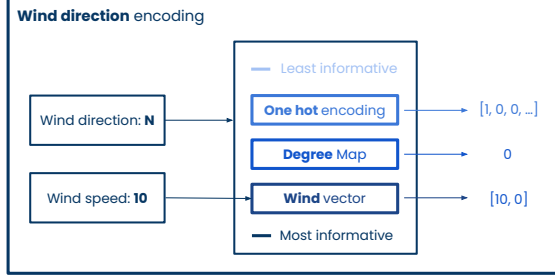 Wind direction encoding
Least informative
Wind direction: N
One hot encoding
[1, 0, 0, ...]
Degree Map
0
Wind speed: 10
Wind vector
[10, 0]
Most informative